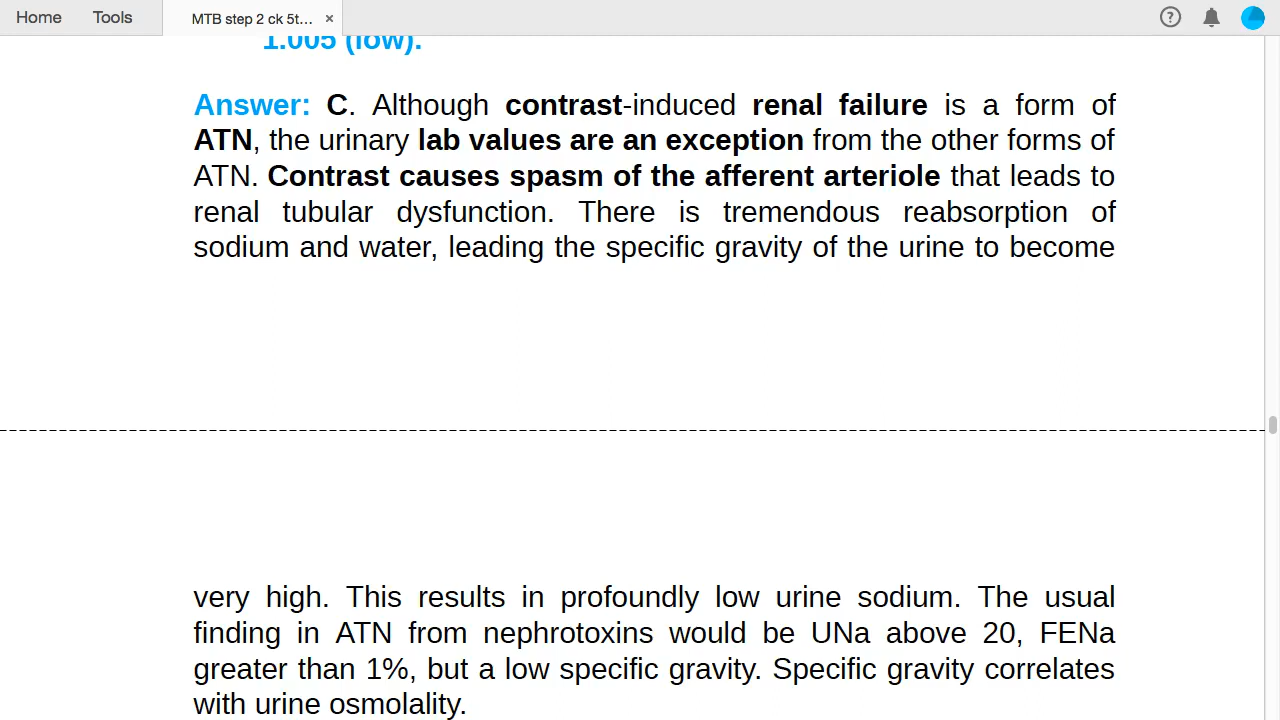 Home Tools MTB step 2 ck 5t... ×
1.005 (low).
Answer: C. Although contrast-induced renal failure is a form of
ATN, the urinary lab values are an exception from the other forms of
ATN. Contrast causes spasm of the afferent arteriole that leads to
renal tubular dysfunction. There is tremendous reabsorption of
sodium and water, leading the specific gravity of the urine to become
very high. This results in profoundly low urine sodium. The usual
finding in ATN from nephrotoxins would be UNa above 20, FENa
greater than 1%, but a low specific gravity. Specific gravity correlates
with urine osmolality.